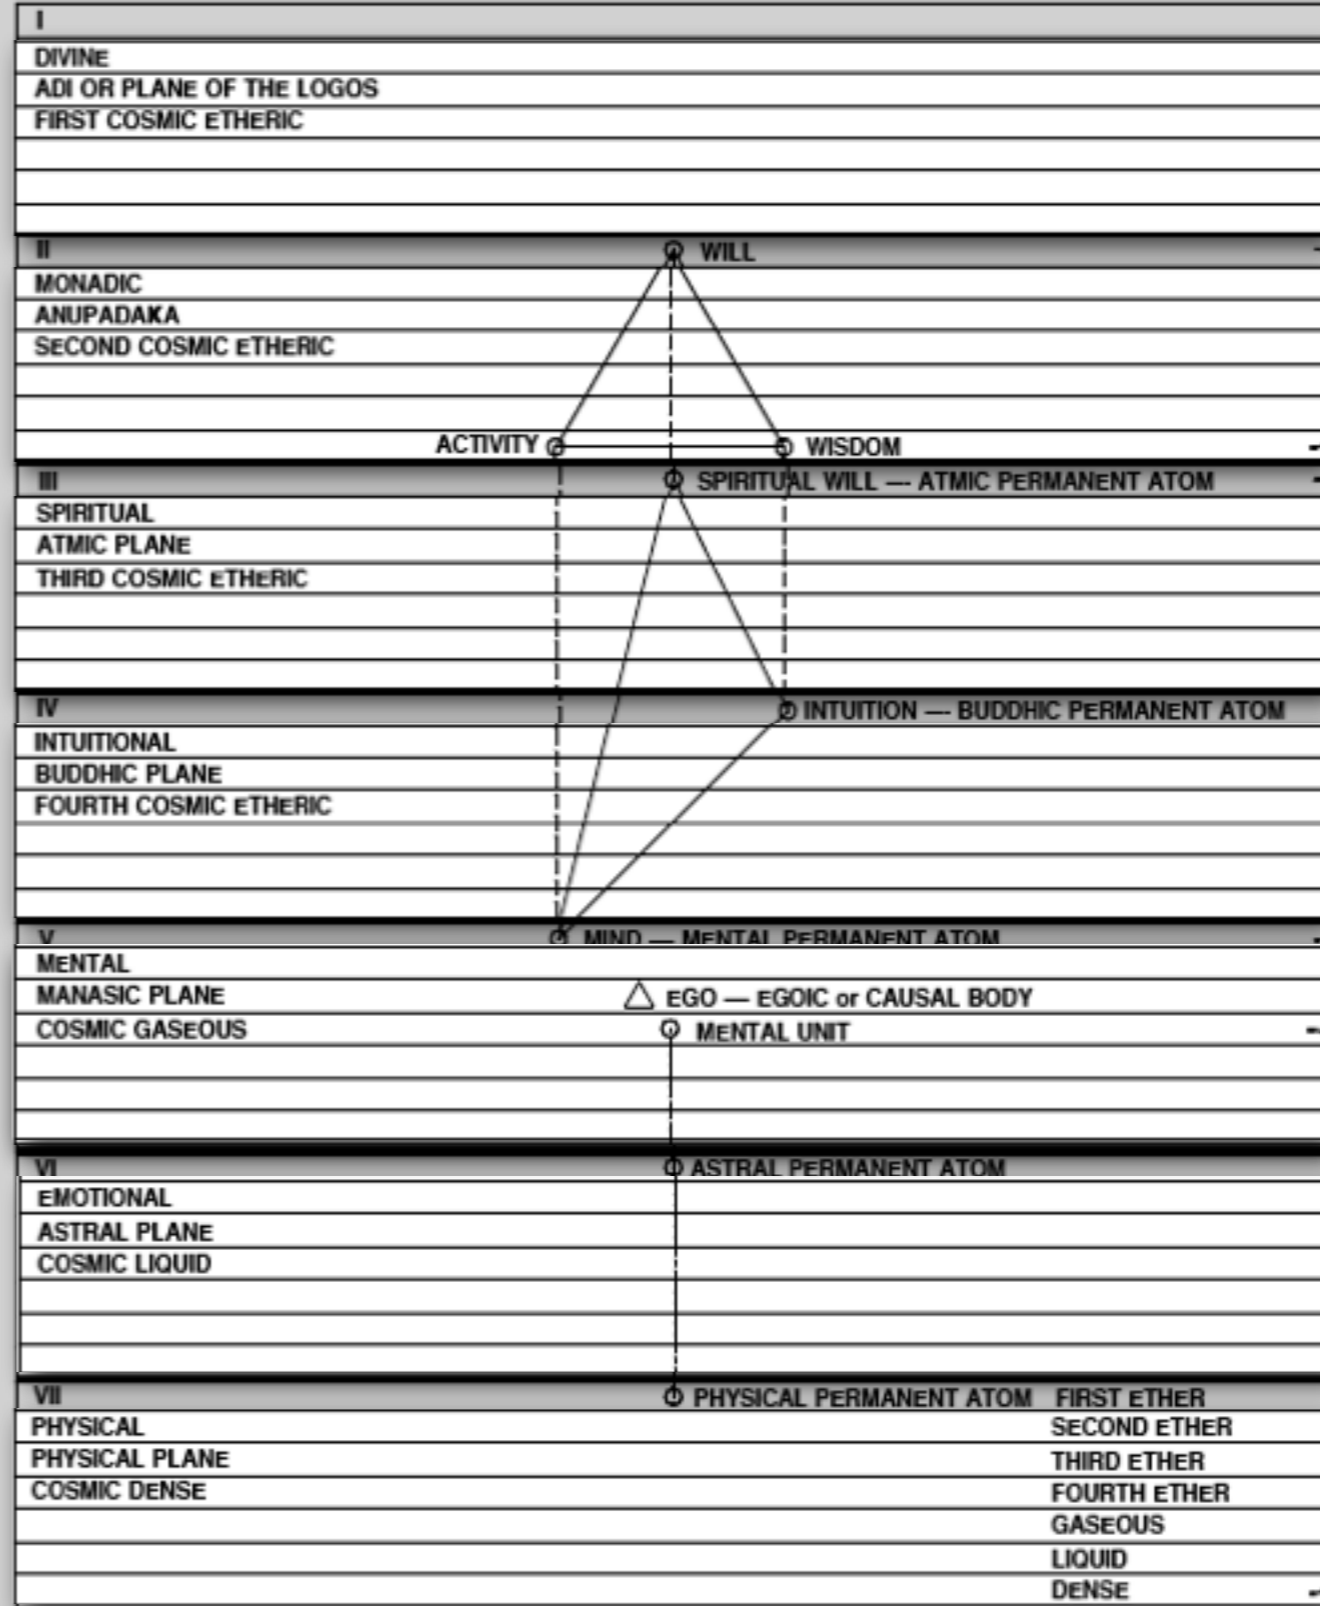 I
DIVINE
ADI OR PLANE OF THE LOGOS
FIRST COSMIC ETHERIC
II WILL
MONADIC
ANUPADAKA
SECOND COSMIC ETHERIC
ACTIVITY WISDOM
III SPIRITUAL WILL — ATMIC PERMANENT ATOM
SPIRITUAL
ATMIC PLANE
THIRD COSMIC ETHERIC
IV INTUITION — BUDDHIC PERMANENT ATOM
INTUITIONAL
BUDDHIC PLANE
FOURTH COSMIC ETHERIC
V MIND — MENTAL PERMANENT ATOM
MENTAL
MANASIC PLANE EGO — EGOIC or CAUSAL BODY
COSMIC GASEOUS MENTAL UNIT
VI ASTRAL PERMANENT ATOM
EMOTIONAL
ASTRAL PLANE
COSMIC LIQUID
VII PHYSICAL PERMANENT ATOM FIRST ETHER
PHYSICAL SECOND ETHER
PHYSICAL PLANE THIRD ETHER
COSMIC DENSE FOURTH ETHER
GASEOUS
LIQUID
DENSE